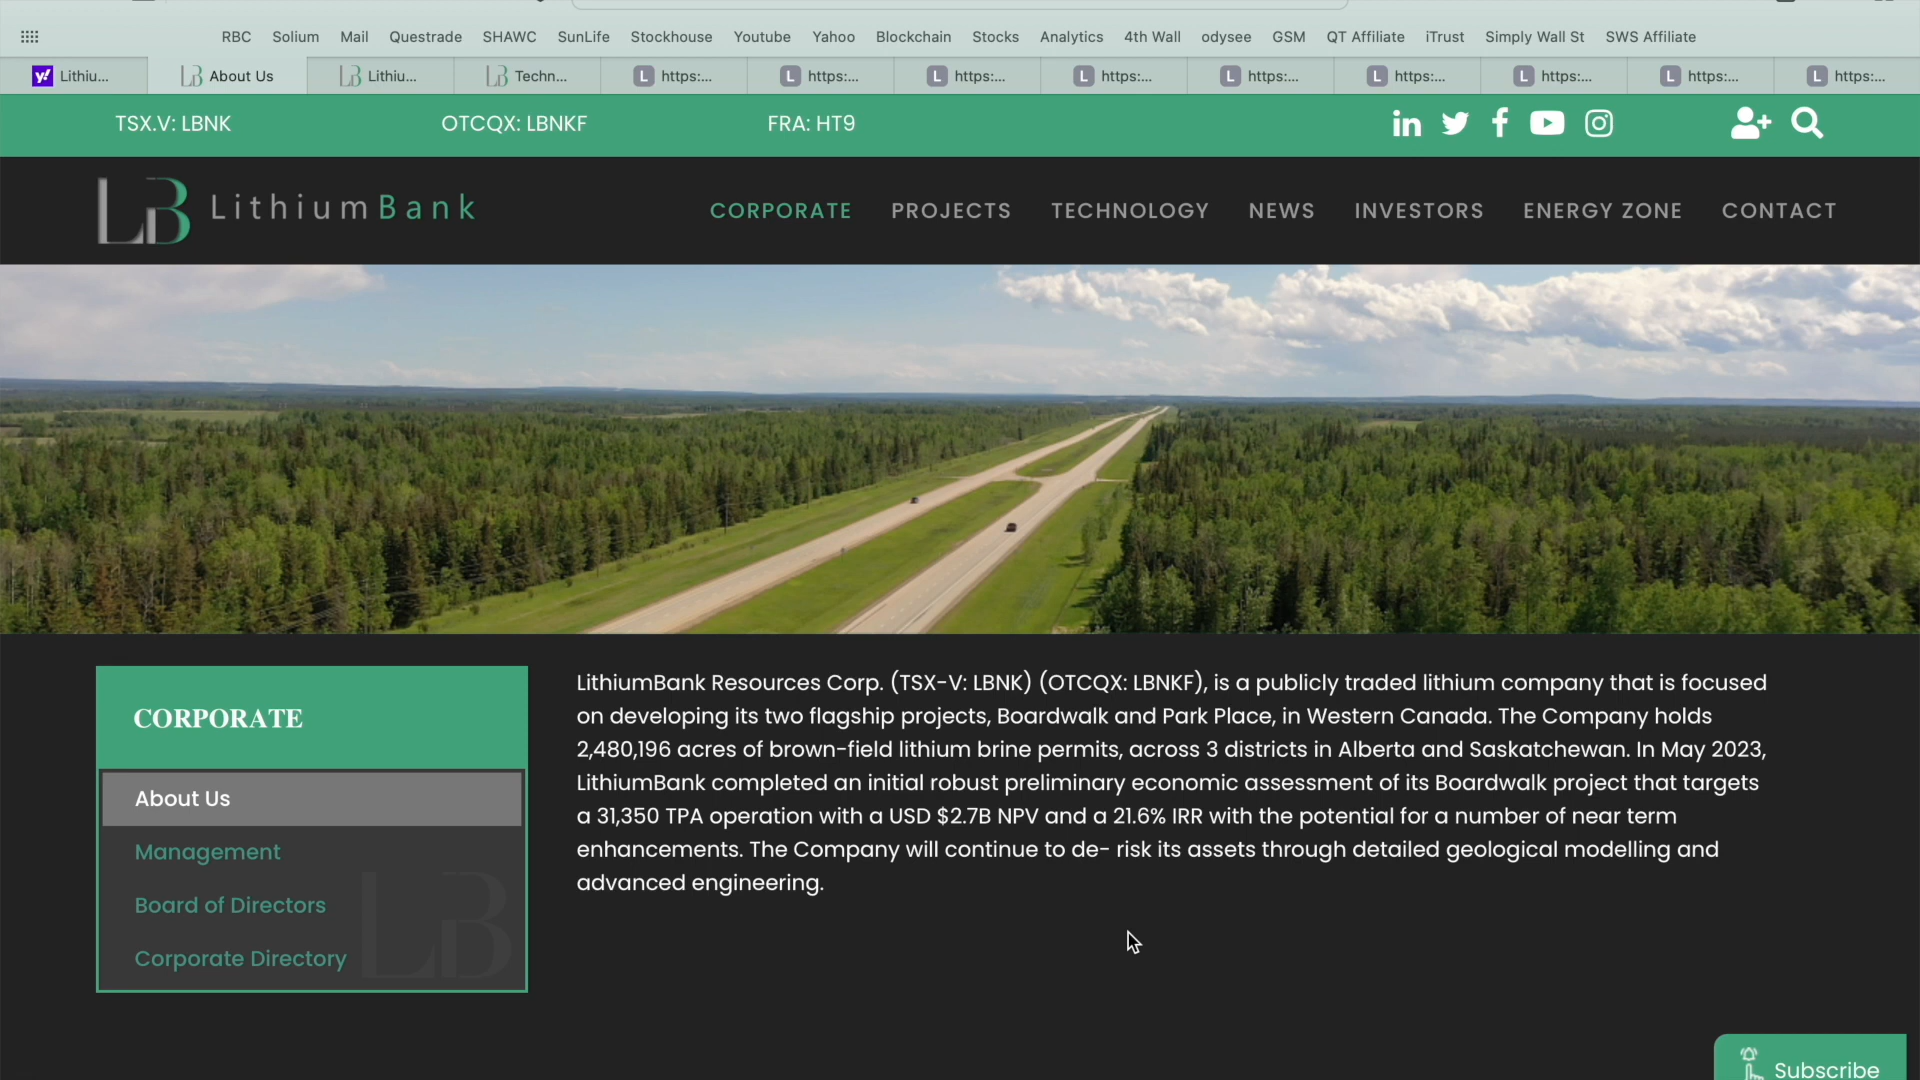 RBC Solium Mail Questrade SHAWC SunLife Stockhouse Youtube Yahoo Blockchain Stocks Analytics 4th Wall odysee GSM QT Affiliate iTrust Simply Wall St SWS Affiliate
y! Lithiu... LB About Us LB Lithiu... LB Techn... L https:... L https:... L https:... L https:... L https:... L https:... L https:... L https:... L https:...
TSX.V: LBNK OTCQX: LBNKF FRA: HT9
LB LithiumBank CORPORATE PROJECTS TECHNOLOGY NEWS INVESTORS ENERGY ZONE CONTACT
CORPORATE
About Us
Management
Board of Directors
Corporate Directory
LB
LithiumBank Resources Corp. (TSX-V: LBNK) (OTCQX: LBNKF), is a publicly traded lithium company that is focused
on developing its two flagship projects, Boardwalk and Park Place, in Western Canada. The Company holds
2,480,196 acres of brown-field lithium brine permits, across 3 districts in Alberta and Saskatchewan. In May 2023,
LithiumBank completed an initial robust preliminary economic assessment of its Boardwalk project that targets
a 31,350 TPA operation with a USD $2.7B NPV and a 21.6% IRR with the potential for a number of near term
enhancements. The Company will continue to de- risk its assets through detailed geological modelling and
advanced engineering.
Subscribe